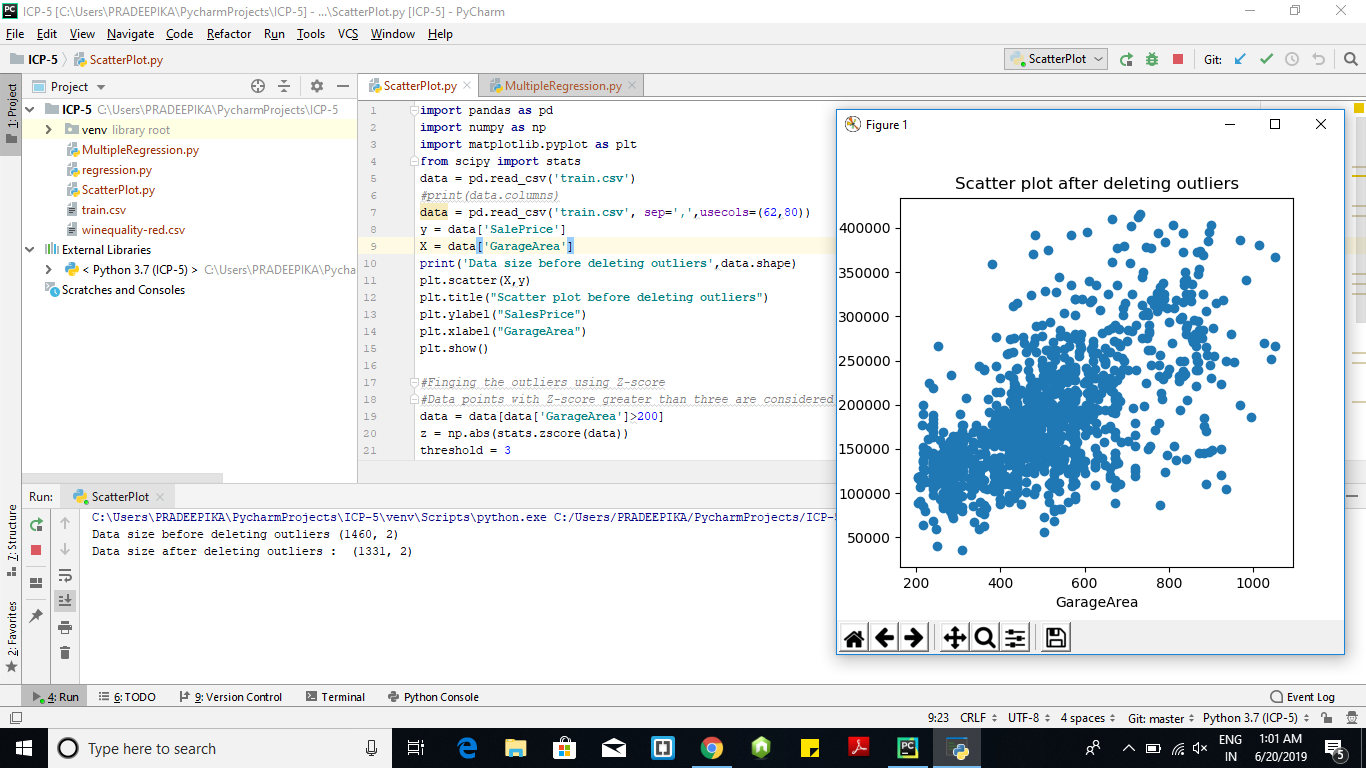 ICP-5 [C:\Users\PRADEEPIKA\PycharmProjects\ICP-5] - ...\ScatterPlot.py [ICP-5] - PyCharm
File Edit View Navigate Code Refactor Run Tools VCS Window Help
ICP-5 ScatterPlot.py
ScatterPlot
Git:
1: Project
Project
ICP-5 C:\Users\PRADEEPIKA\PycharmProjects\ICP-5
venv library root
MultipleRegression.py
regression.py
ScatterPlot.py
train.csv
winequality-red.csv
External Libraries
< Python 3.7 (ICP-5) > C:\Users\PRADEEPIKA\Pycha
Scratches and Consoles
ScatterPlot.py MultipleRegression.py
1 import pandas as pd
2 import numpy as np
3 import matplotlib.pyplot as plt
4 from scipy import stats
5 data = pd.read_csv('train.csv')
6 #print(data.columns)
7 data = pd.read_csv('train.csv', sep=',',usecols=(62,80))
8 y = data['SalePrice']
9 X = data['GarageArea']
10 print('Data size before deleting outliers',data.shape)
11 plt.scatter(X,y)
12 plt.title("Scatter plot before deleting outliers")
13 plt.ylabel("SalesPrice")
14 plt.xlabel("GarageArea")
15 plt.show()
16
17 #Finging the outliers using Z-score
18 #Data points with Z-score greater than three are considered
19 data = data[data['GarageArea']>200]
20 z = np.abs(stats.zscore(data))
21 threshold = 3
Figure 1
Scatter plot after deleting outliers
400000
350000
300000
250000
200000
150000
100000
50000
200 400 600 800 1000
GarageArea
Run: ScatterPlot
C:\Users\PRADEEPIKA\PycharmProjects\ICP-5\venv\Scripts\python.exe C:/Users/PRADEEPIKA/PycharmProjects/ICP-5
Data size before deleting outliers (1460, 2)
Data size after deleting outliers :  (1331, 2)
7: Structure
2: Favorites
4: Run 6: TODO 9: Version Control Terminal Python Console Event Log
9:23 CRLF UTF-8 4 spaces Git: master Python 3.7 (ICP-5)
Type here to search
ENG
IN
1:01 AM
6/20/2019
5